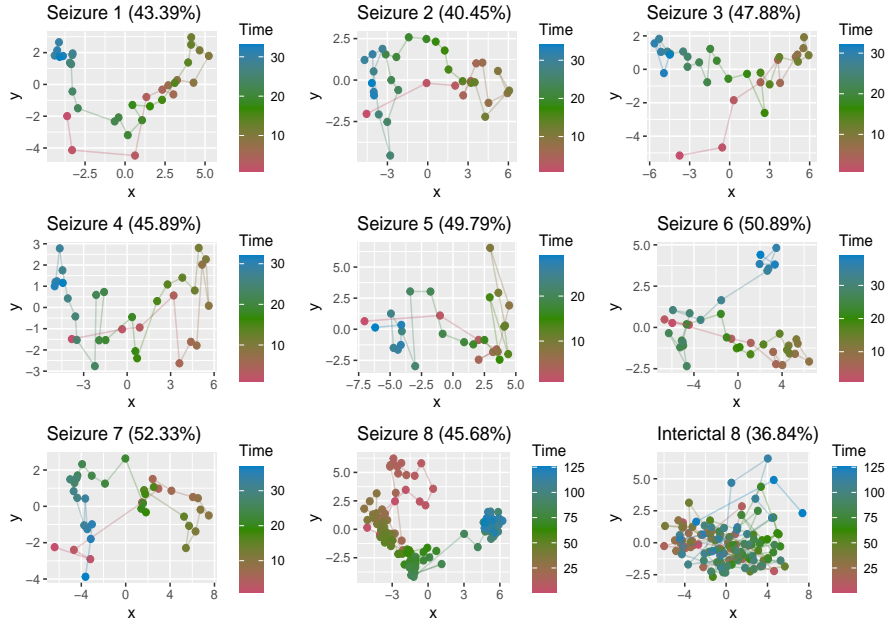 Seizure 1 (43.39%)
2
0
−2
−4
−2.5 0.0 2.5 5.0
x
y
Time
30
20
10
Seizure 2 (40.45%)
2.5
0.0
−2.5
−3 0 3 6
x
y
Time
30
20
10
Seizure 3 (47.88%)
2
0
−2
−4
−6 −3 0 3 6
x
y
Time
30
20
10
Seizure 4 (45.89%)
3
2
1
0
−1
−2
−3
−3 0 3 6
x
y
Time
30
20
10
Seizure 5 (49.79%)
5.0
2.5
0.0
−2.5
−7.5 −5.0 −2.5 0.0 2.5 5.0
x
y
Time
30
20
10
Seizure 6 (50.89%)
5.0
2.5
0.0
−2.5
−4 0 4
x
y
Time
30
20
10
Seizure 7 (52.33%)
2
0
−2
−4
−4 0 4 8
x
y
Time
30
20
10
Seizure 8 (45.68%)
5.0
2.5
0.0
−2.5
−3 0 3 6
x
y
Time
125
100
75
50
25
Interictal 8 (36.84%)
5.0
2.5
0.0
−2.5
−4 0 4 8
x
y
Time
125
100
75
50
25